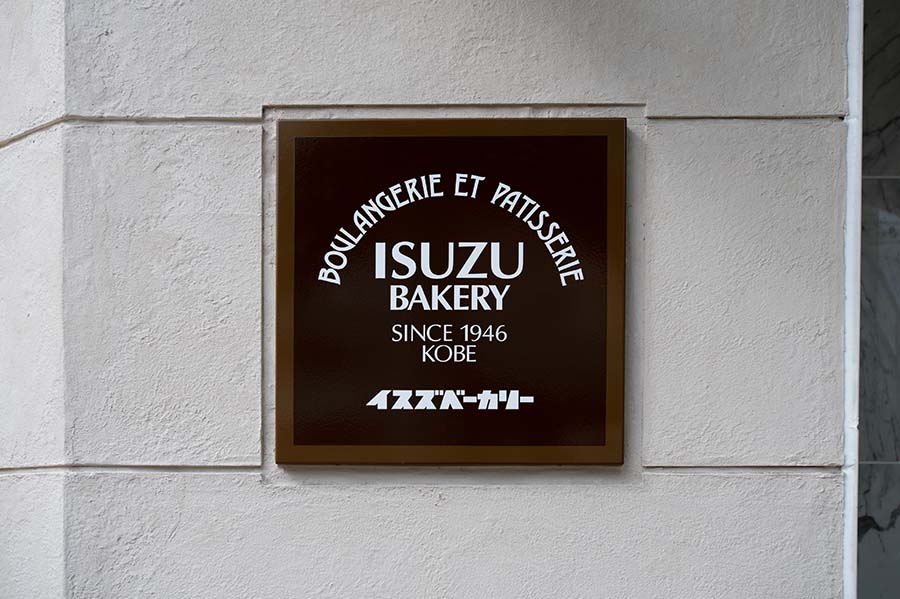 BOULANGERIE ET PATISSERIE
ISUZU
BAKERY
SINCE 1946
KOBE
イスズベーカリー